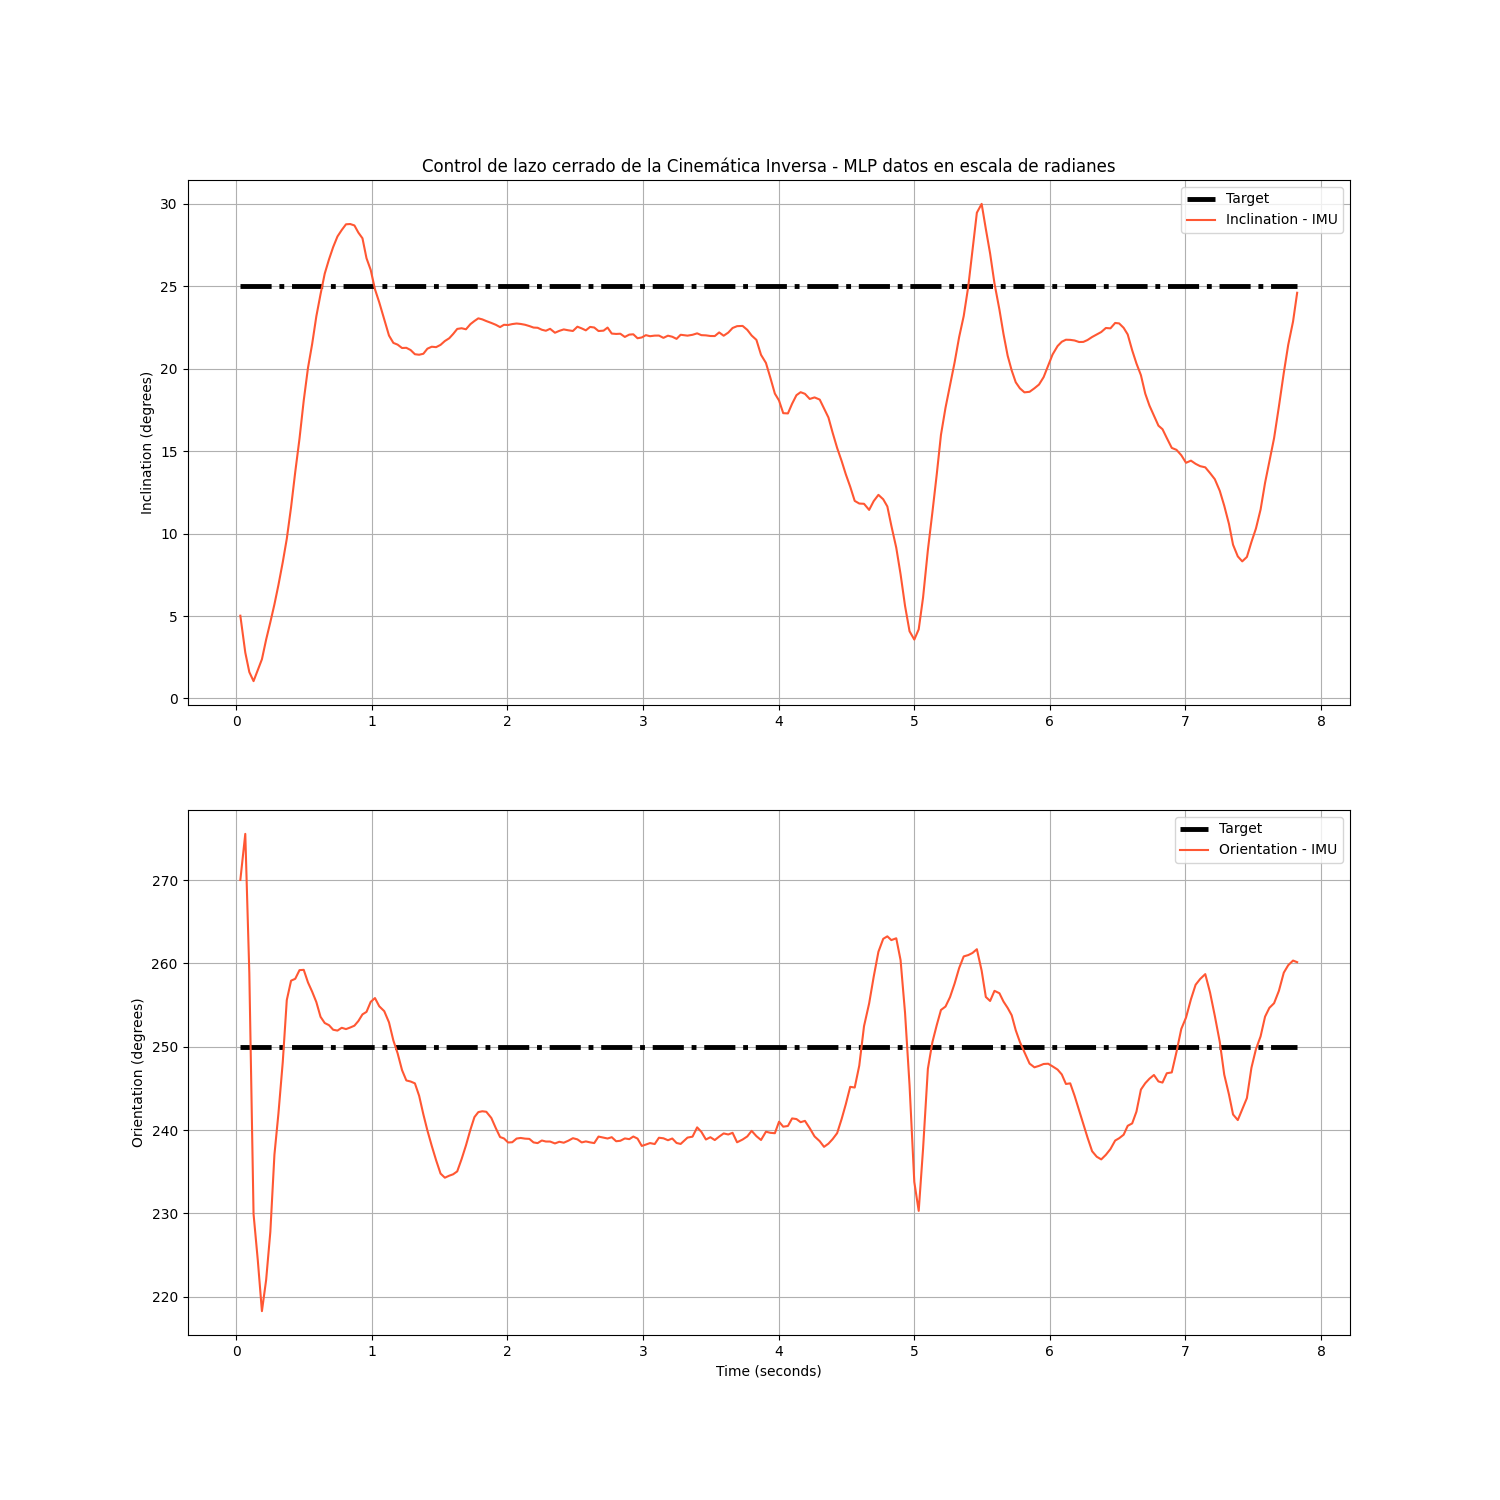 Control de lazo cerrado de la Cinemática Inversa - MLP datos en escala de radianes
Target
Inclination - IMU
Inclination (degrees)
30
25
20
15
10
5
0
0 1 2 3 4 5 6 7 8
Target
Orientation - IMU
Orientation (degrees)
270
260
250
240
230
220
0 1 2 3 4 5 6 7 8
Time (seconds)